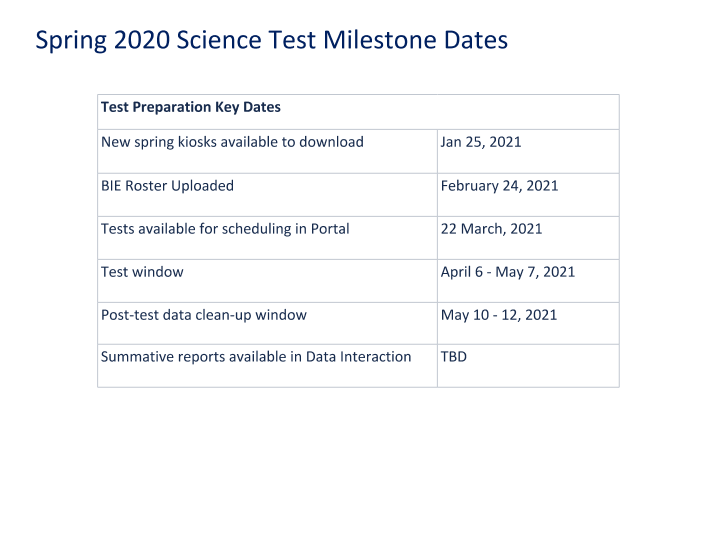 Spring 2020 Science Test Milestone Dates
Test Preparation Key Dates
New spring kiosks available to download Jan 25, 2021
BIE Roster Uploaded February 24, 2021
Tests available for scheduling in Portal 22 March, 2021
Test window April 6 - May 7, 2021
Post-test data clean-up window May 10 - 12, 2021
Summative reports available in Data Interaction TBD